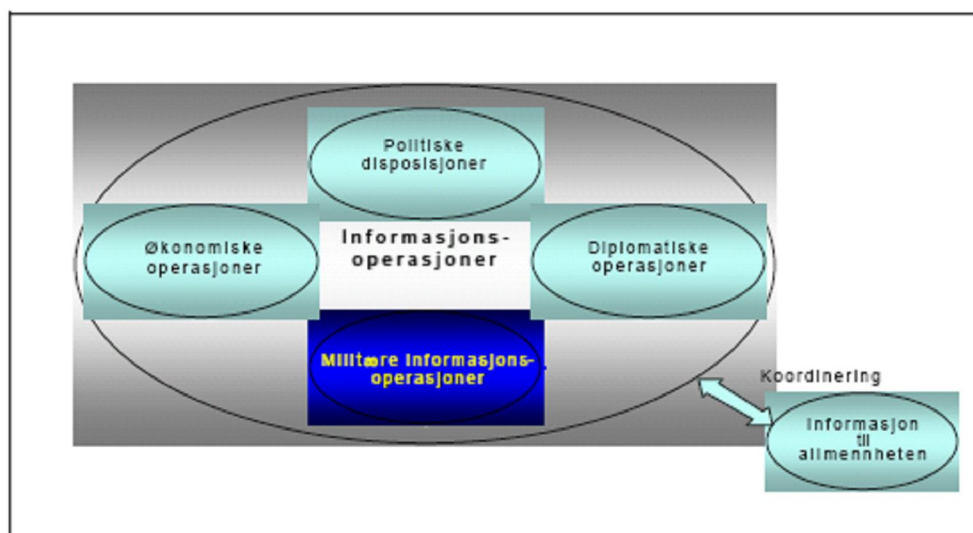 Politiske
disposisjoner
Økonomiske
operasjoner
Informasjons-
operasjoner
Diplomatiske
operasjoner
Militære informasjons-
operasjoner
Koordinering
Informasjon
til
allmennheten